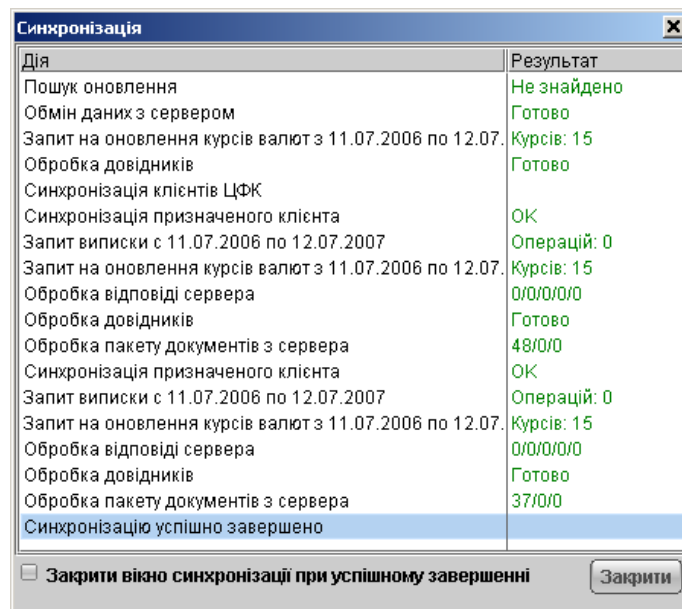 Синхронізація
Дія Результат
Пошук оновлення Не знайдено
Обмін даних з сервером Готово
Запит на оновлення курсів валют з 11.07.2006 по 12.07. Курсів: 15
Обробка довідників Готово
Синхронізація клієнтів ЦФК
Синхронізація призначеного клієнта OK
Запит виписки с 11.07.2006 по 12.07.2007 Операцій: 0
Запит на оновлення курсів валют з 11.07.2006 по 12.07. Курсів: 15
Обробка відповіді сервера 0/0/0/0/0
Обробка довідників Готово
Обробка пакету документів з сервера 48/0/0
Синхронізація призначеного клієнта OK
Запит виписки с 11.07.2006 по 12.07.2007 Операцій: 0
Запит на оновлення курсів валют з 11.07.2006 по 12.07. Курсів: 15
Обробка відповіді сервера 0/0/0/0/0
Обробка довідників Готово
Обробка пакету документів з сервера 37/0/0
Синхронізацію успішно завершено
Закрити вікно синхронізації при успішному завершенні Закрити